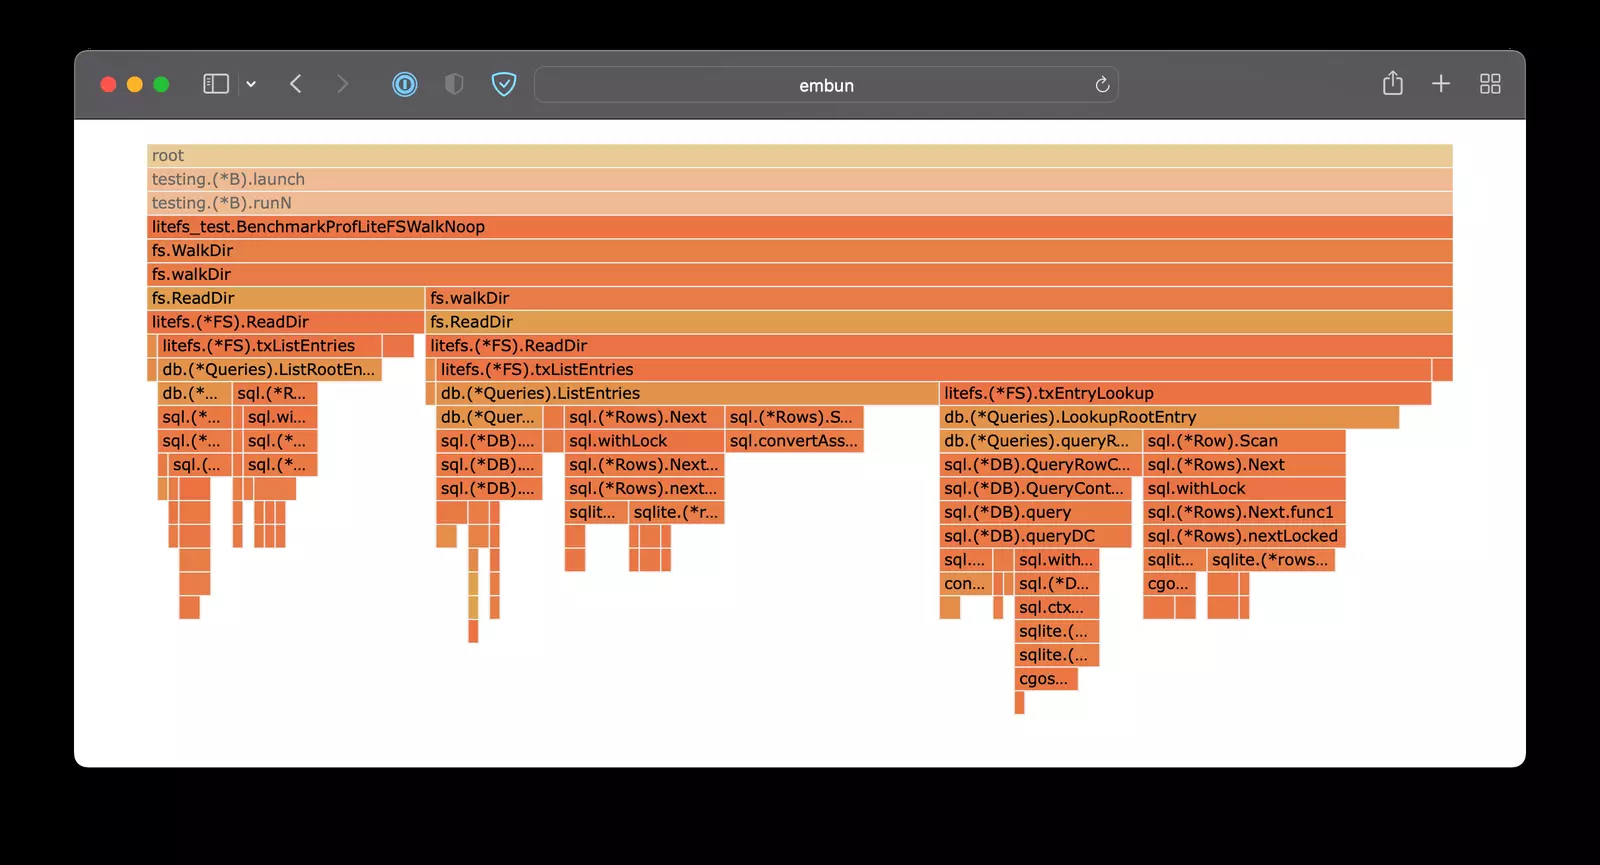 embun
root
testing.(*B).launch
testing.(*B).runN
litefs_test.BenchmarkProfLiteFSWalkNoop
fs.WalkDir
fs.walkDir
fs.ReadDir fs.walkDir
litefs.(*FS).ReadDir fs.ReadDir
litefs.(*FS).txListEntries litefs.(*FS).ReadDir
db.(*Queries).ListRootEn... litefs.(*FS).txListEntries
db.(*... sql.(*R... db.(*Queries).ListEntries litefs.(*FS).txEntryLookup
sql.(*... sql.wi... db.(*Quer... sql.(*Rows).Next sql.(*Rows).S... db.(*Queries).LookupRootEntry
sql.(*... sql.(*... sql.(*DB).... sql.withLock sql.convertAss... db.(*Queries).queryR... sql.(*Row).Scan
sql.(... sql.(*... sql.(*DB).... sql.(*Rows).Next... sql.(*DB).QueryRowC... sql.(*Rows).Next
sql.(*DB).... sql.(*Rows).next... sql.(*DB).QueryCont... sql.withLock
sqlit... sqlite.(*r... sql.(*DB).query sql.(*Rows).Next.func1
sql.(*DB).queryDC sql.(*Rows).nextLocked
sql.... sql.with... sqlit... sqlite.(*rows...
con... sql.(*D... cgo...
sql.ctx...
sqlite.(...
sqlite.(...
cgos...